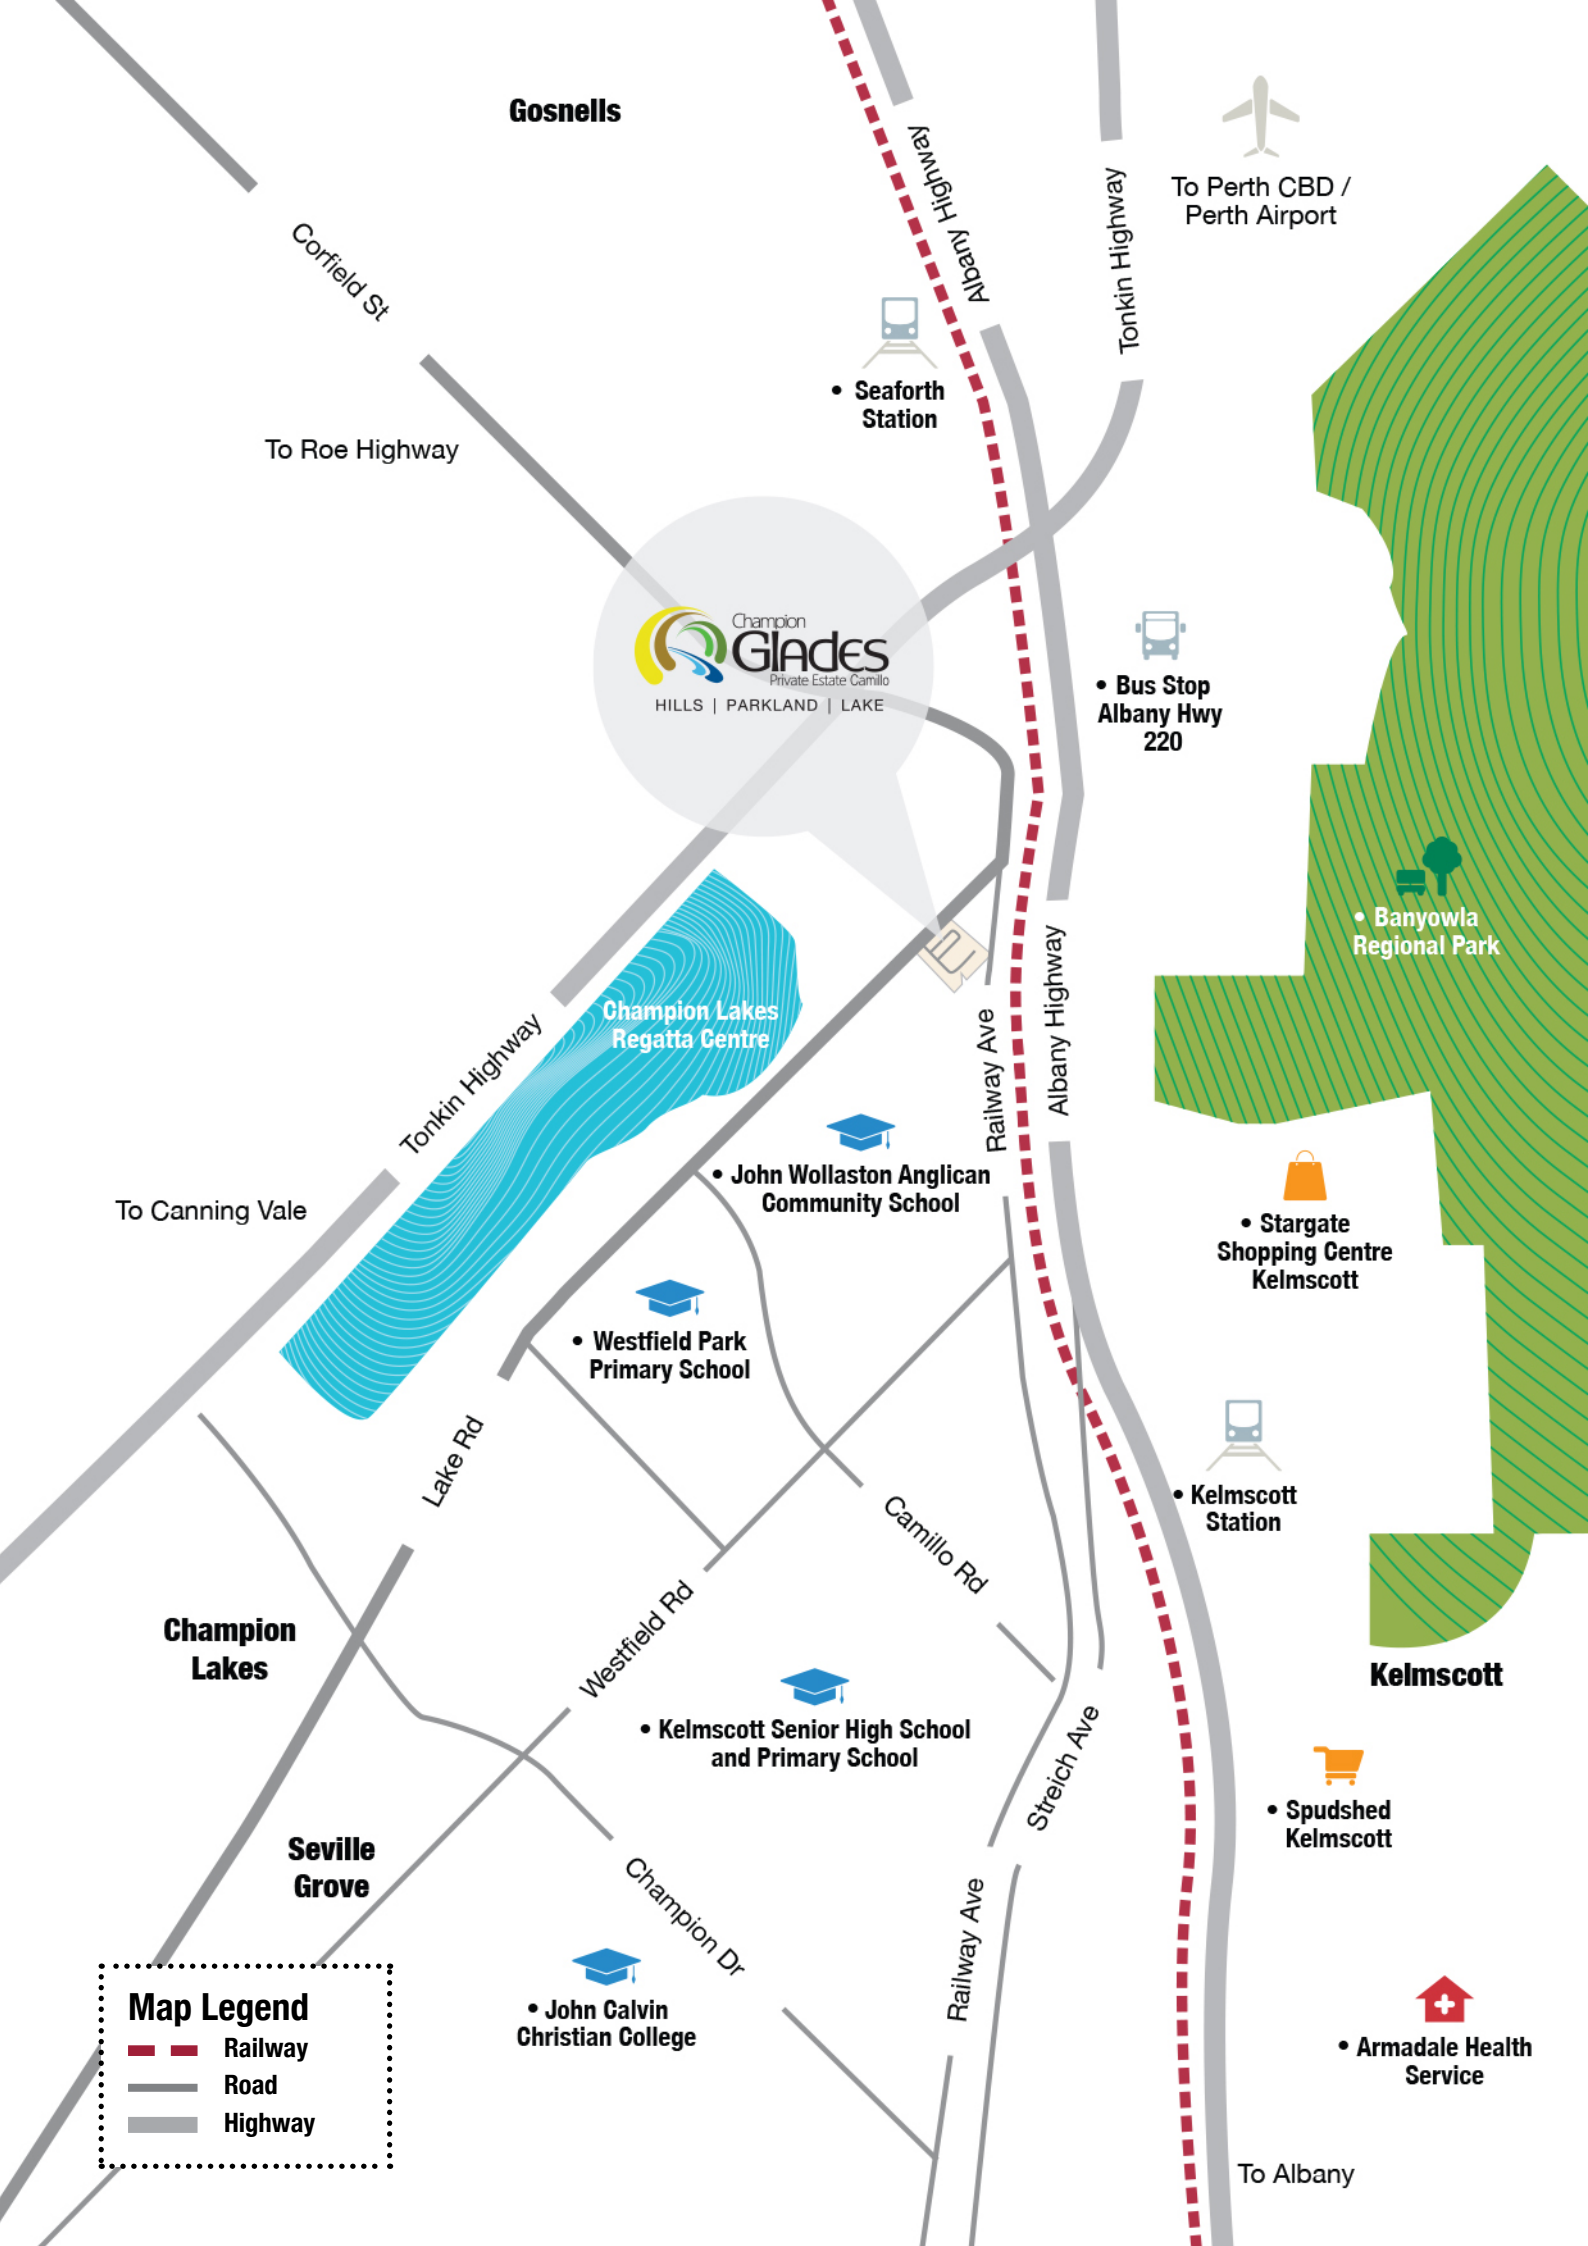 Gosnells
Albany Highway
Tonkin Highway
To Perth CBD /
Perth Airport
Corfield St
• Seaforth
Station
To Roe Highway
Champion
Glades
Private Estate Camillo
HILLS | PARKLAND | LAKE
• Bus Stop
Albany Hwy
220
• Banyowla
Regional Park
Champion Lakes
Regatta Centre
Tonkin Highway
Railway Ave
Albany Highway
• John Wollaston Anglican
Community School
To Canning Vale
• Stargate
Shopping Centre
Kelmscott
• Westfield Park
Primary School
Lake Rd
• Kelmscott
Station
Camillo Rd
Champion
Lakes
Westfield Rd
Kelmscott
• Kelmscott Senior High School
and Primary School
Streich Ave
• Spudshed
Kelmscott
Seville
Grove
Champion Dr
Railway Ave
• John Calvin
Christian College
Map Legend
Railway
Road
Highway
• Armadale Health
Service
To Albany